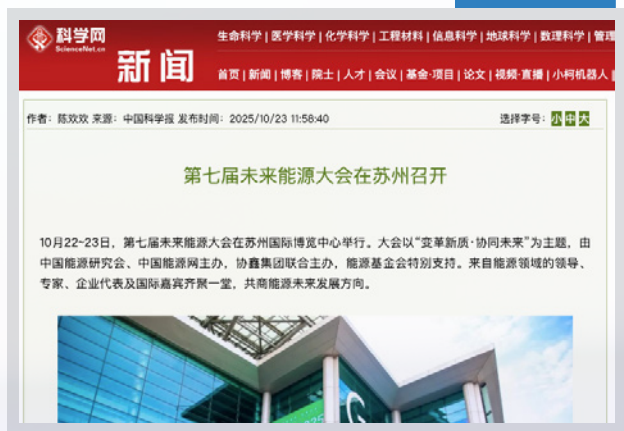 科学网
ScienceNet.cn
新闻
生命科学 | 医学科学 | 化学科学 | 工程材料 | 信息科学 | 地球科学 | 数理科学 | 管理
首页 | 新闻 | 博客 | 院士 | 人才 | 会议 | 基金·项目 | 论文 | 视频·直播 | 小柯机器人 |
作者：陈欢欢 来源：中国科学报 发布时间：2025/10/23 11:58:40
选择字号：小 中 大
第七届未来能源大会在苏州召开
10月22~23日，第七届未来能源大会在苏州国际博览中心举行。大会以“变革新质·协同未来”为主题，由
中国能源研究会、中国能源网主办，协鑫集团联合主办，能源基金会特别支持。来自能源领域的领导、
专家、企业代表及国际嘉宾齐聚一堂，共商能源未来发展方向。